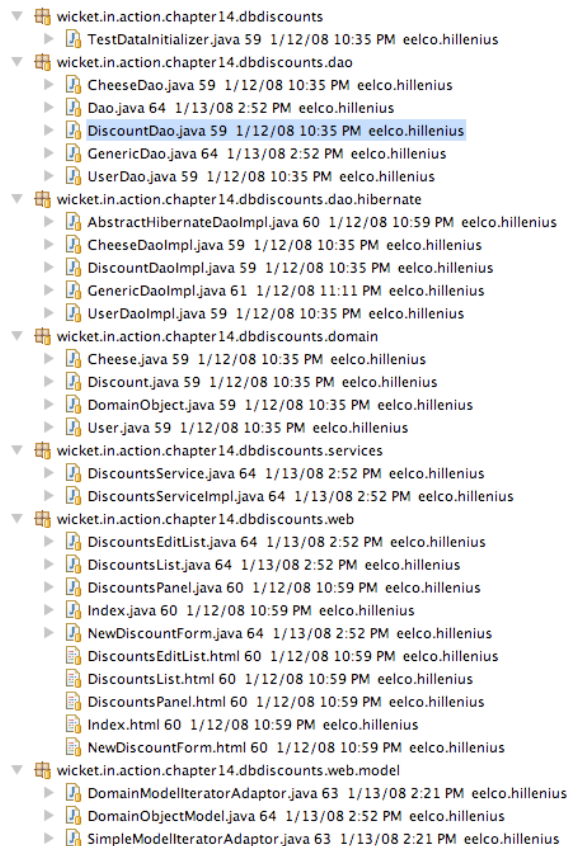 wicket.in.action.chapter14.dbdiscounts
TestDataInitializer.java 59 1/12/08 10:35 PM eelco.hillenius
wicket.in.action.chapter14.dbdiscounts.dao
CheeseDao.java 59 1/12/08 10:35 PM eelco.hillenius
Dao.java 64 1/13/08 2:52 PM eelco.hillenius
DiscountDao.java 59 1/12/08 10:35 PM eelco.hillenius
GenericDao.java 64 1/13/08 2:52 PM eelco.hillenius
UserDao.java 59 1/12/08 10:35 PM eelco.hillenius
wicket.in.action.chapter14.dbdiscounts.dao.hibernate
AbstractHibernateDaoImpl.java 60 1/12/08 10:59 PM eelco.hillenius
CheeseDaoImpl.java 59 1/12/08 10:35 PM eelco.hillenius
DiscountDaoImpl.java 59 1/12/08 10:35 PM eelco.hillenius
GenericDaoImpl.java 61 1/12/08 11:11 PM eelco.hillenius
UserDaoImpl.java 59 1/12/08 10:35 PM eelco.hillenius
wicket.in.action.chapter14.dbdiscounts.domain
Cheese.java 59 1/12/08 10:35 PM eelco.hillenius
Discount.java 59 1/12/08 10:35 PM eelco.hillenius
DomainObject.java 59 1/12/08 10:35 PM eelco.hillenius
User.java 59 1/12/08 10:35 PM eelco.hillenius
wicket.in.action.chapter14.dbdiscounts.services
DiscountsService.java 64 1/13/08 2:52 PM eelco.hillenius
DiscountsServiceImpl.java 64 1/13/08 2:52 PM eelco.hillenius
wicket.in.action.chapter14.dbdiscounts.web
DiscountsEditList.java 64 1/13/08 2:52 PM eelco.hillenius
DiscountsList.java 64 1/13/08 2:52 PM eelco.hillenius
DiscountsPanel.java 60 1/12/08 10:59 PM eelco.hillenius
Index.java 60 1/12/08 10:59 PM eelco.hillenius
NewDiscountForm.java 64 1/13/08 2:52 PM eelco.hillenius
DiscountsEditList.html 60 1/12/08 10:59 PM eelco.hillenius
DiscountsList.html 60 1/12/08 10:59 PM eelco.hillenius
DiscountsPanel.html 60 1/12/08 10:59 PM eelco.hillenius
Index.html 60 1/12/08 10:59 PM eelco.hillenius
NewDiscountForm.html 60 1/12/08 10:59 PM eelco.hillenius
wicket.in.action.chapter14.dbdiscounts.web.model
DomainModelIteratorAdaptor.java 63 1/13/08 2:21 PM eelco.hillenius
DomainObjectModel.java 64 1/13/08 2:52 PM eelco.hillenius
SimpleModelIteratorAdaptor.java 63 1/13/08 2:21 PM eelco.hillenius